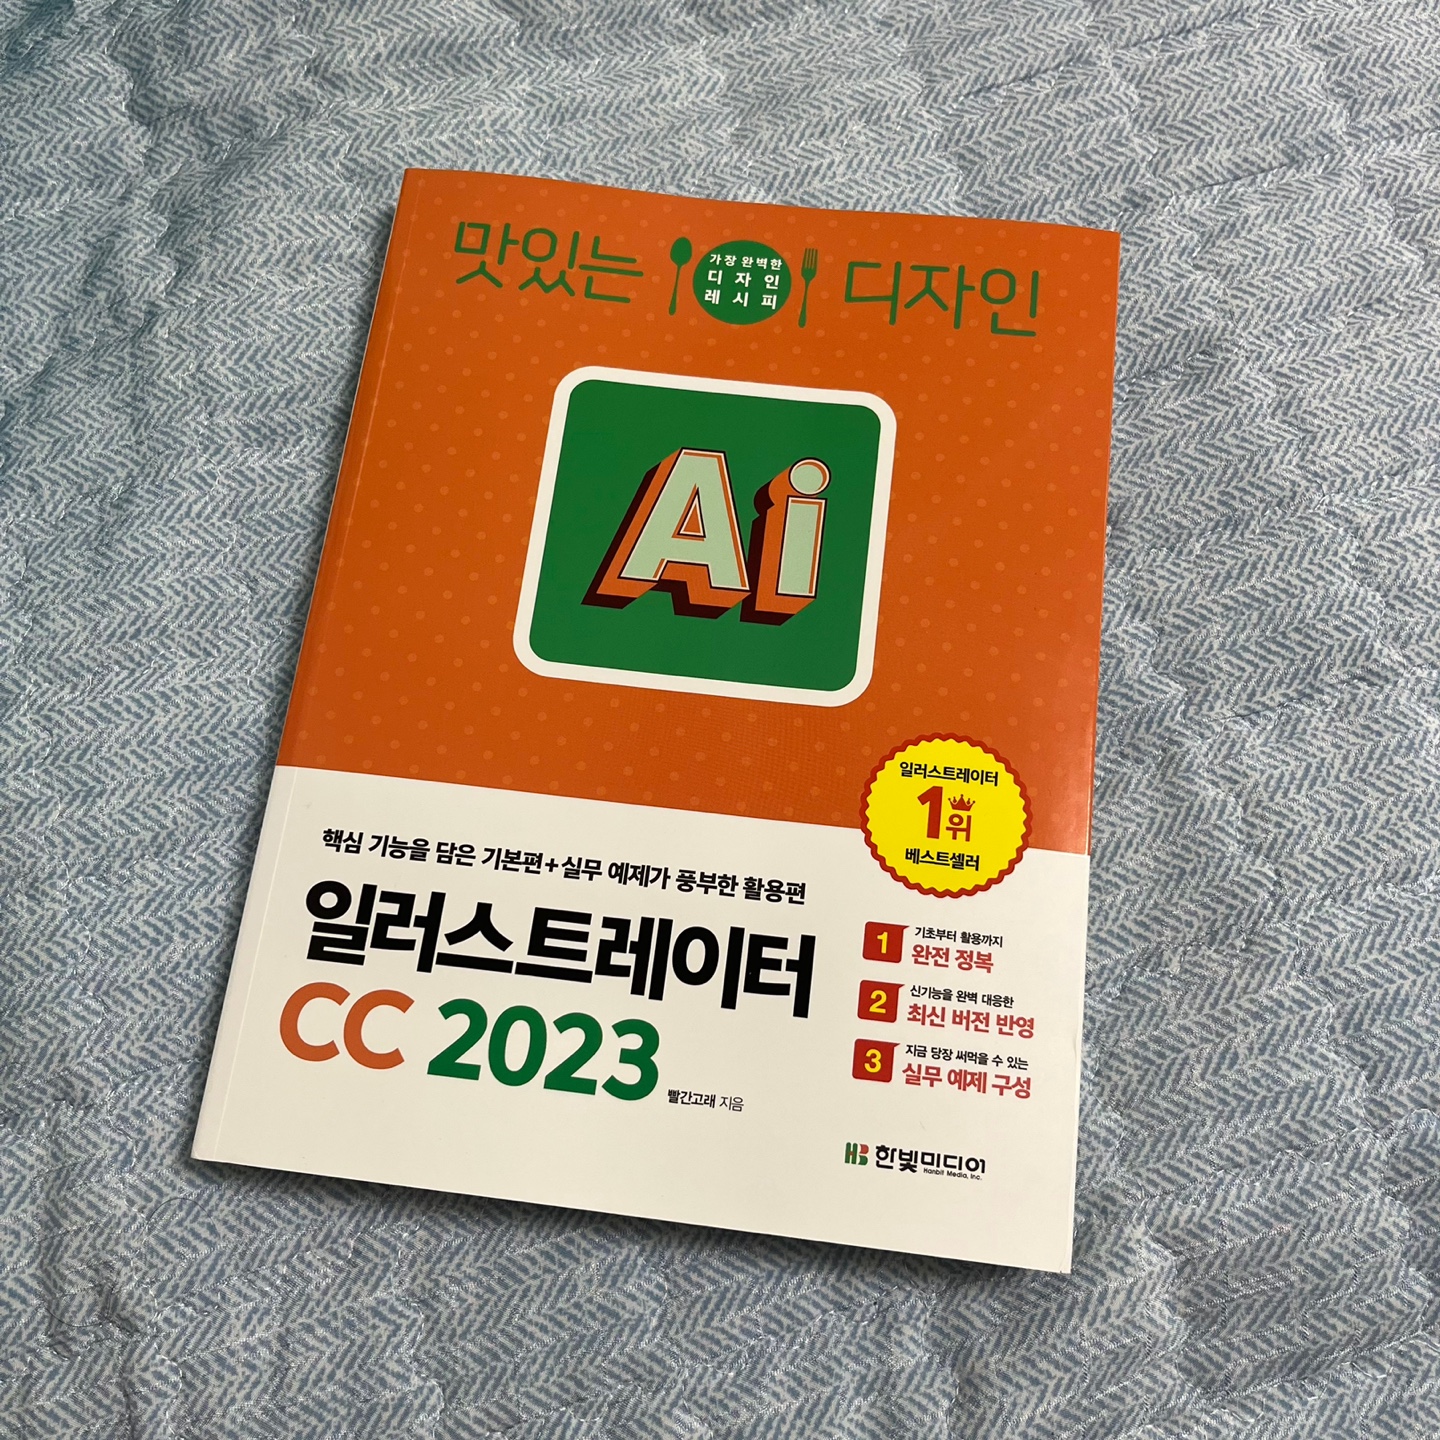 맛있는 디자인
가장 완벽한
디자인
레시피
Ai
일러스트레이터
1위
베스트셀러
핵심 기능을 담은 기본편+실무 예제가 풍부한 활용편
일러스트레이터
CC 2023
빨간고래 지음
1 기초부터 활용까지
완전 정복
2 신기능을 완벽 대응한
최신 버전 반영
3 지금 당장 써먹을 수 있는
실무 예제 구성
HB 한빛미디어
Hanbit Media, Inc.